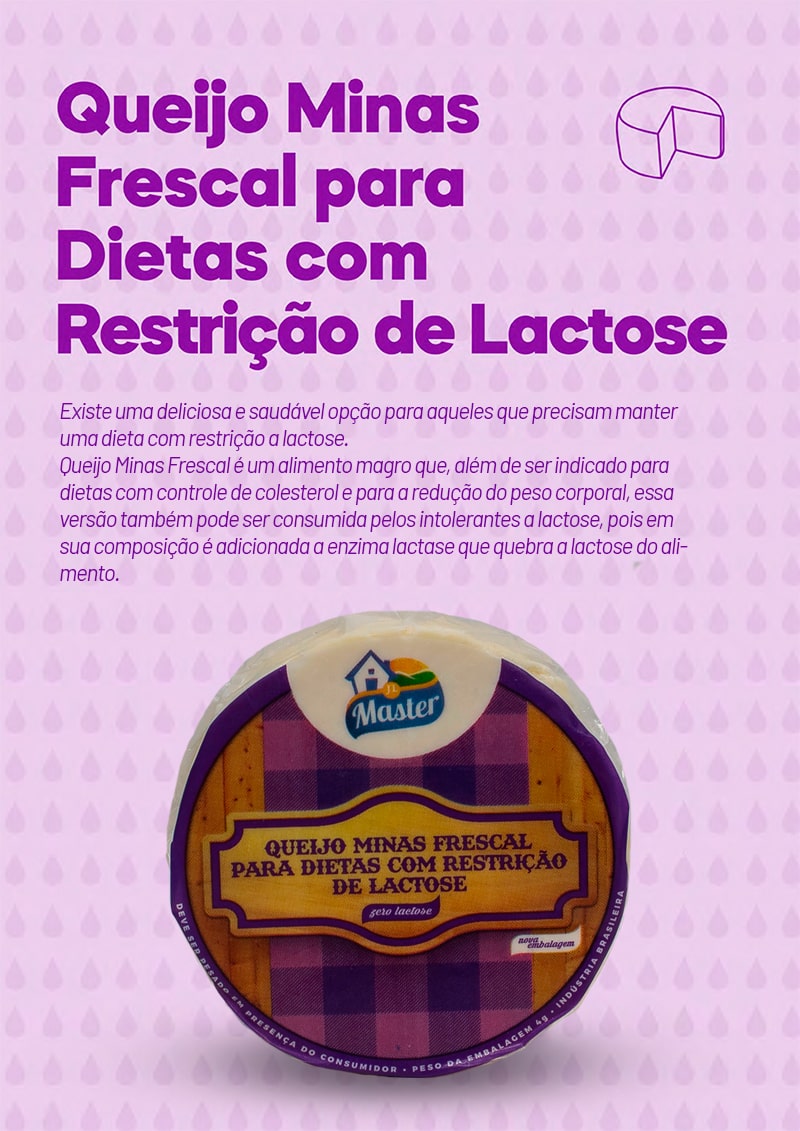 Queijo Minas
Frescal para
Dietas com
Restrição de Lactose
Existe uma deliciosa e saudável opção para aqueles que precisam manter
uma dieta com restrição a lactose.
Queijo Minas Frescal é um alimento magro que, além de ser indicado para
dietas com controle de colesterol e para a redução do peso corporal, essa
versão também pode ser consumida pelos intolerantes a lactose, pois em
sua composição é adicionada a enzima lactase que quebra a lactose do ali-
mento.
JL
Master
QUEIJO MINAS FRESCAL
PARA DIETAS COM RESTRIÇÃO
DE LACTOSE
zero lactose
nova
embalagem
DEVE SER PESADO EM PRESENÇA DO CONSUMIDOR • PESO DA EMBALAGEM 4g • INDÚSTRIA BRASILEIRA